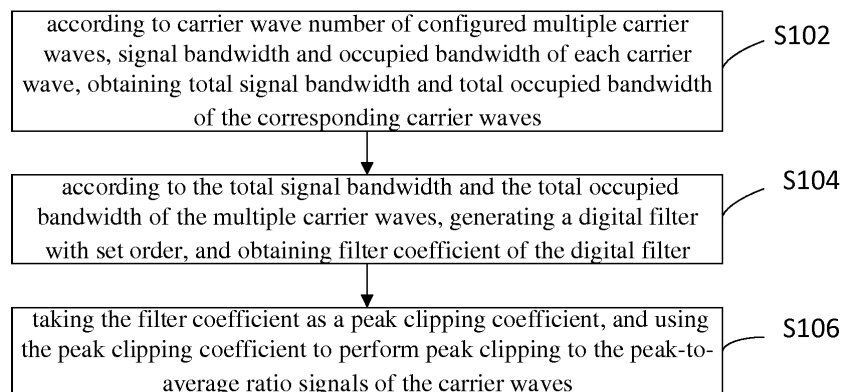 according to carrier wave number of configured multiple carrier
waves, signal bandwidth and occupied bandwidth of each carrier
wave, obtaining total signal bandwidth and total occupied bandwidth
of the corresponding carrier waves
S102
according to the total signal bandwidth and the total occupied
bandwidth of the multiple carrier waves, generating a digital filter
with set order, and obtaining filter coefficient of the digital filter
S104
taking the filter coefficient as a peak clipping coefficient, and using
the peak clipping coefficient to perform peak clipping to the peak-to-
average ratio signals of the carrier waves
S106